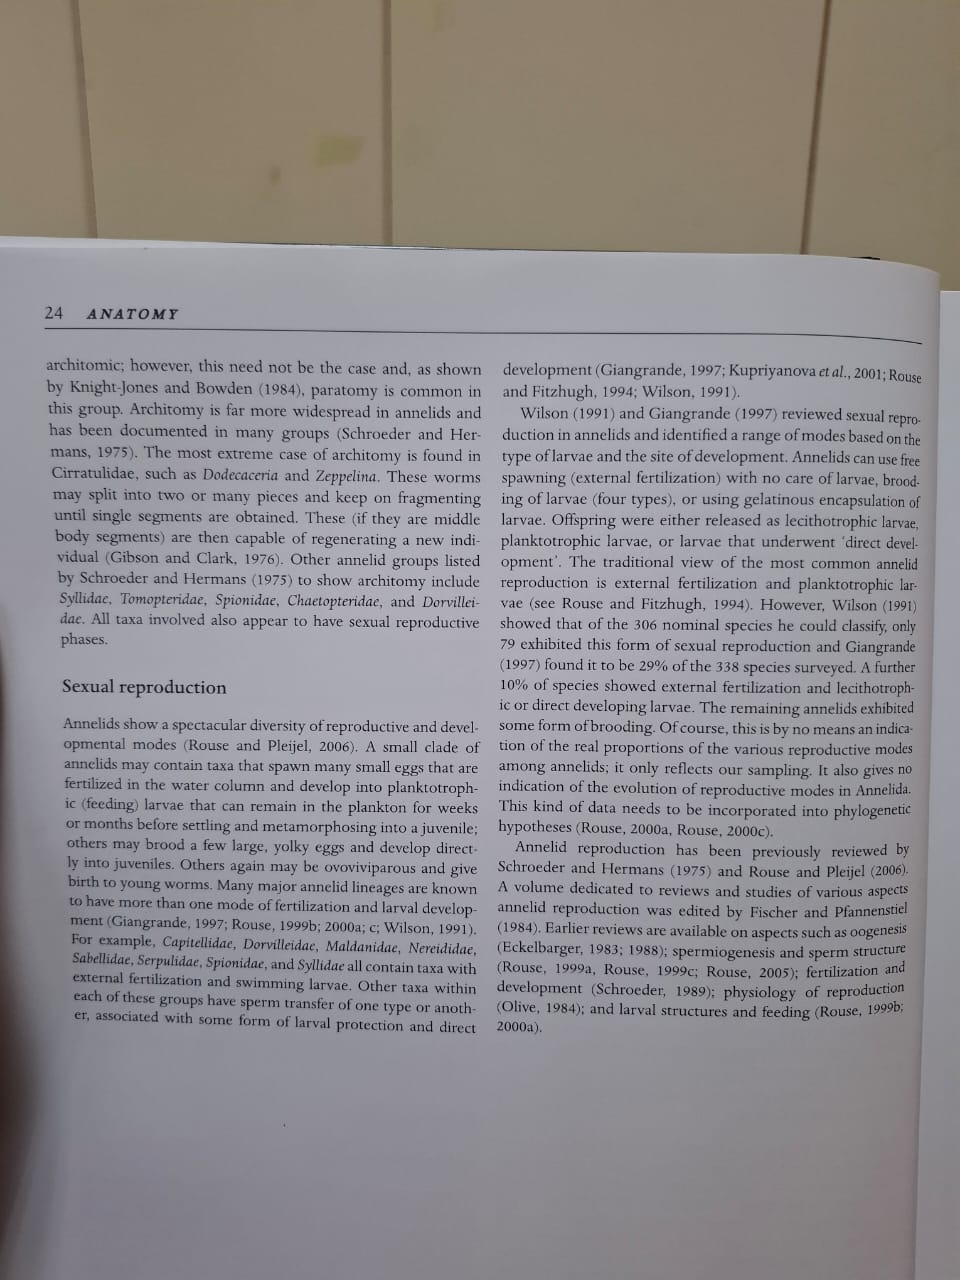 24 ANATOMY
architomic; however, this need not be the case and, as shown
by Knight-Jones and Bowden (1984), paratomy is common in
this group. Architomy is far more widespread in annelids and
has been documented in many groups (Schroeder and Her-
mans, 1975). The most extreme case of architomy is found in
Cirratulidae, such as Dodecaceria and Zeppelina. These worms
may split into two or many pieces and keep on fragmenting
until single segments are obtained. These (if they are middle
body segments) are then capable of regenerating a new indi-
vidual (Gibson and Clark, 1976). Other annelid groups listed
by Schroeder and Hermans (1975) to show architomy include
Syllidae, Tomopteridae, Spionidae, Chaetopteridae, and Dorvillei-
dae. All taxa involved also appear to have sexual reproductive
phases.
Sexual reproduction
Annelids show a spectacular diversity of reproductive and devel-
opmental modes (Rouse and Pleijel, 2006). A small clade of
annelids may contain taxa that spawn many small eggs that are
fertilized in the water column and develop into planktotroph-
ic (feeding) larvae that can remain in the plankton for weeks
or months before settling and metamorphosing into a juvenile;
others may brood a few large, yolky eggs and develop direct-
ly into juveniles. Others again may be ovoviviparous and give
birth to young worms. Many major annelid lineages are known
to have more than one mode of fertilization and larval develop-
ment (Giangrande, 1997; Rouse, 1999b; 2000a; c; Wilson, 1991).
For example, Capitellidae, Dorvilleidae, Maldanidae, Nereididae,
Sabellidae, Serpulidae, Spionidae, and Syllidae all contain taxa with
external fertilization and swimming larvae. Other taxa within
each of these groups have sperm transfer of one type or anoth-
er, associated with some form of larval protection and direct
development (Giangrande, 1997; Kupriyanova et al., 2001; Rouse
and Fitzhugh, 1994; Wilson, 1991).
Wilson (1991) and Giangrande (1997) reviewed sexual repro-
duction in annelids and identified a range of modes based on the
type of larvae and the site of development. Annelids can use free
spawning (external fertilization) with no care of larvae, brood-
ing of larvae (four types), or using gelatinous encapsulation of
larvae. Offspring were either released as lecithotrophic larvae,
planktotrophic larvae, or larvae that underwent 'direct devel-
opment'. The traditional view of the most common annelid
reproduction is external fertilization and planktotrophic lar-
vae (see Rouse and Fitzhugh, 1994). However, Wilson (1991)
showed that of the 306 nominal species he could classify, only
79 exhibited this form of sexual reproduction and Giangrande
(1997) found it to be 29% of the 338 species surveyed. A further
10% of species showed external fertilization and lecithotroph-
ic or direct developing larvae. The remaining annelids exhibited
some form of brooding. Of course, this is by no means an indica-
tion of the real proportions of the various reproductive modes
among annelids; it only reflects our sampling. It also gives no
indication of the evolution of reproductive modes in Annelida.
This kind of data needs to be incorporated into phylogenetic
hypotheses (Rouse, 2000a, Rouse, 2000c).
Annelid reproduction has been previously reviewed by
Schroeder and Hermans (1975) and Rouse and Pleijel (2006).
A volume dedicated to reviews and studies of various aspects
annelid reproduction was edited by Fischer and Pfannenstiel
(1984). Earlier reviews are available on aspects such as oogenesis
(Eckelbarger, 1983; 1988); spermiogenesis and sperm structure
(Rouse, 1999a, Rouse, 1999c; Rouse, 2005); fertilization and
development (Schroeder, 1989); physiology of reproduction
(Olive, 1984); and larval structures and feeding (Rouse, 1999b;
2000a).